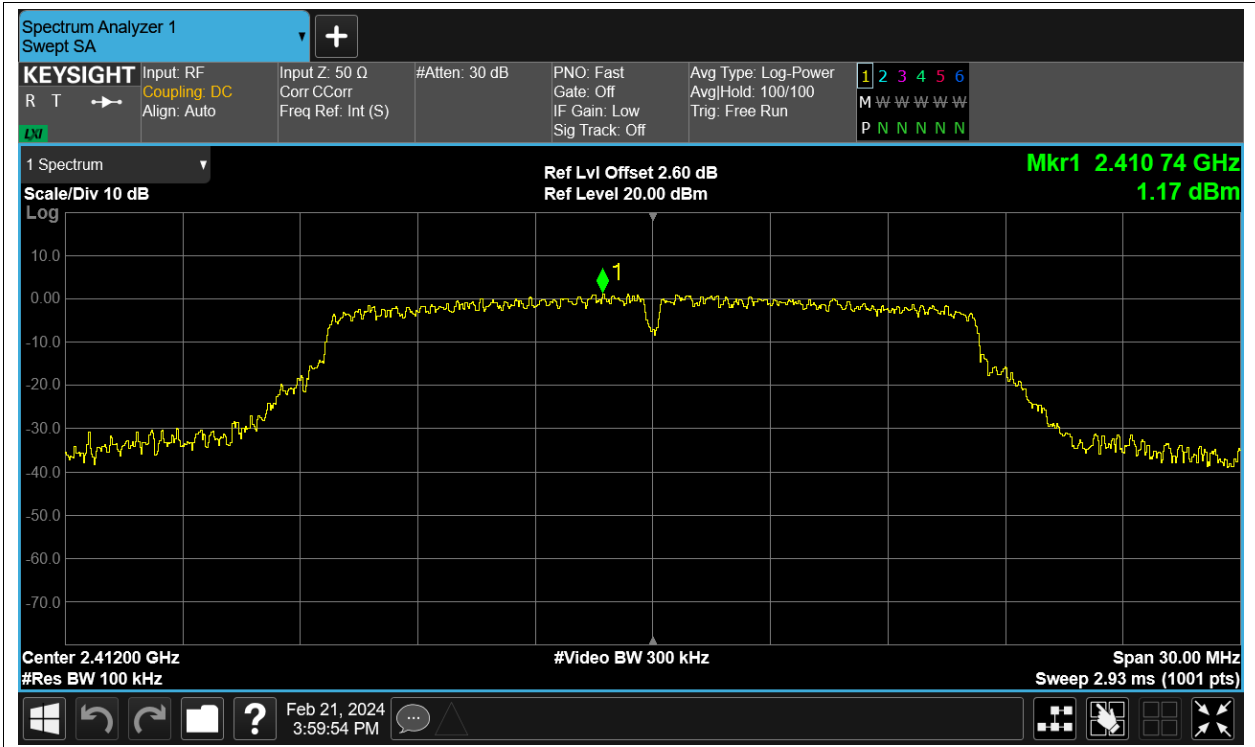 Spectrum Analyzer 1
Swept SA
KEYSIGHT
R T
LXI
Input: RF
Coupling: DC
Align: Auto
Input Z: 50 Ω
Corr CCorr
Freq Ref: Int (S)
#Atten: 30 dB
PNO: Fast
Gate: Off
IF Gain: Low
Sig Track: Off
Avg Type: Log-Power
Avg|Hold: 100/100
Trig: Free Run
1 2 3 4 5 6
M W W W W W
P N N N N N
1 Spectrum
Scale/Div 10 dB
Log
Ref Lvl Offset 2.60 dB
Ref Level 20.00 dBm
Mkr1 2.410 74 GHz
1.17 dBm
1
10.0
0.00
-10.0
-20.0
-30.0
-40.0
-50.0
-60.0
-70.0
Center 2.41200 GHz
#Res BW 100 kHz
#Video BW 300 kHz
Span 30.00 MHz
Sweep 2.93 ms (1001 pts)
?
Feb 21, 2024
3:59:54 PM